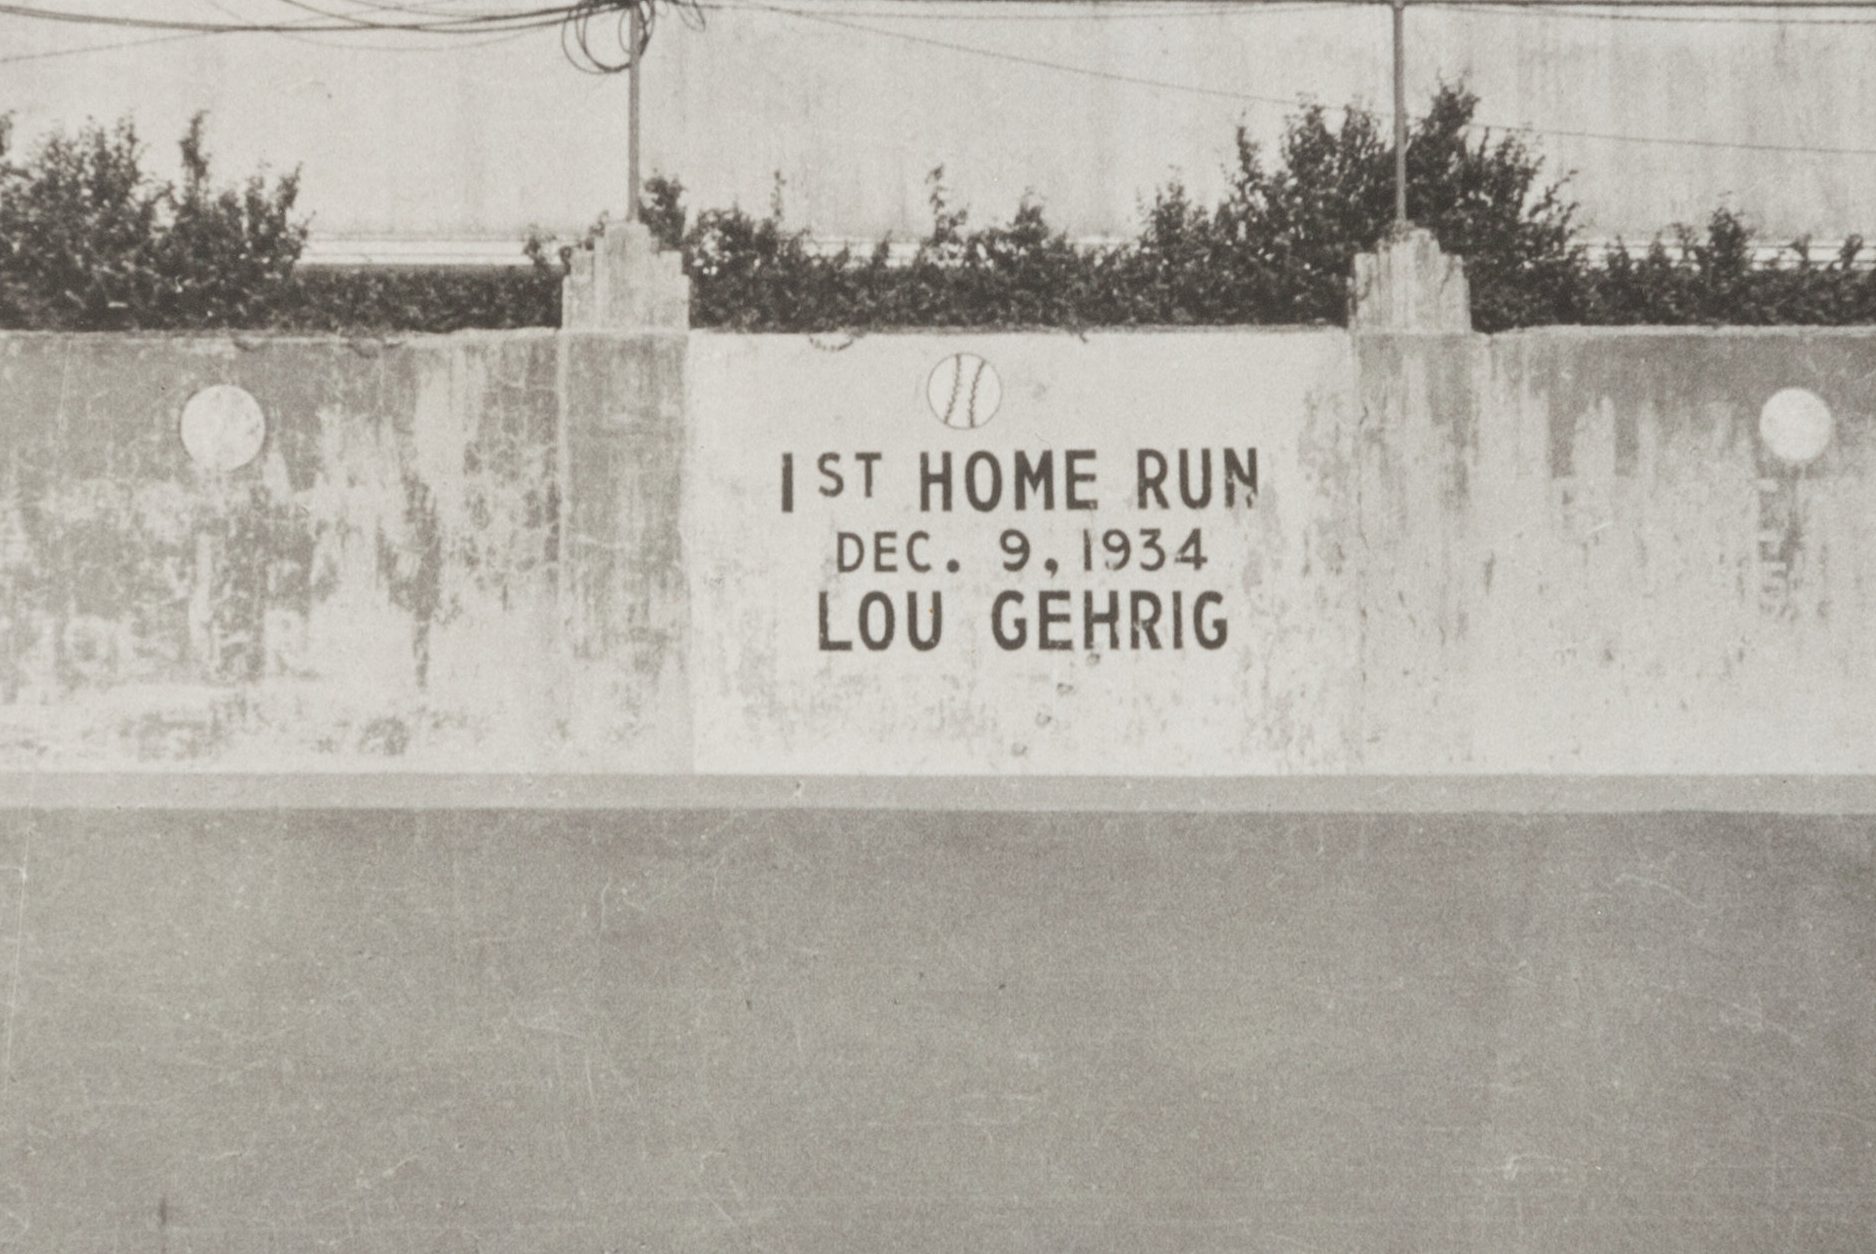 1ST HOME RUN
DEC. 9, 1934
LOU GEHRIG